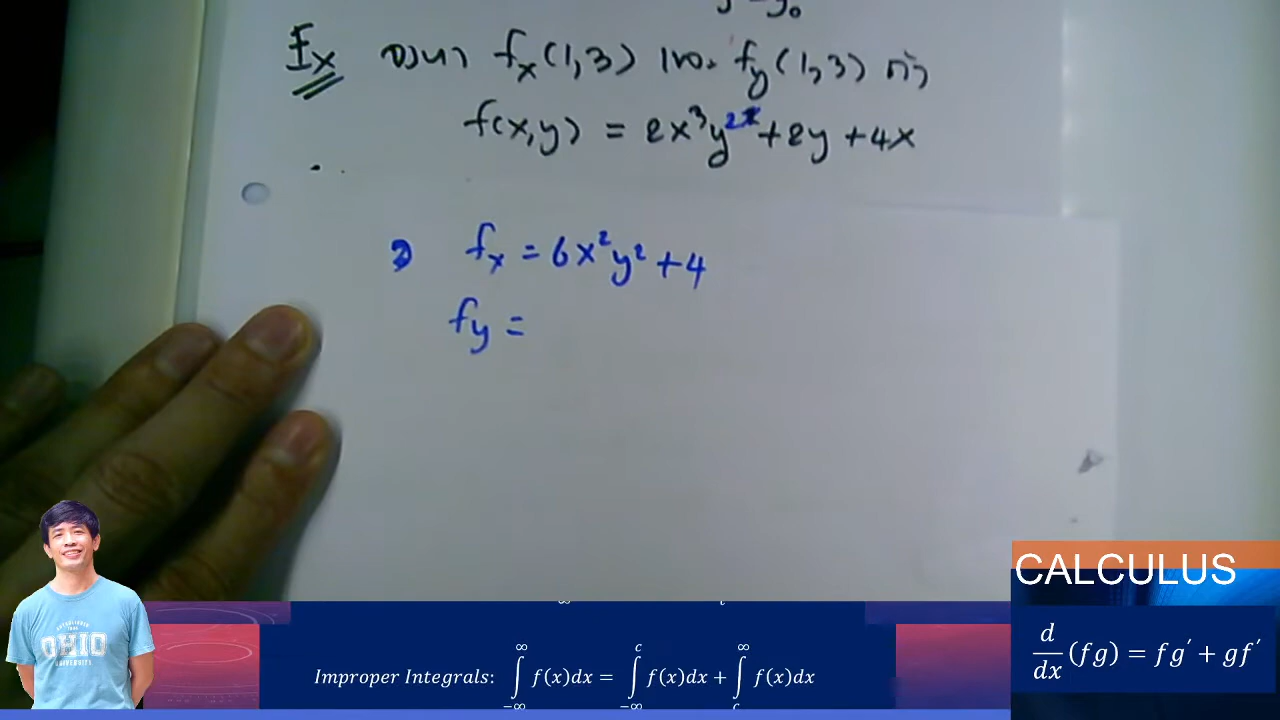 Ex จงหา fx(1,3) และ fy(1,3) ถ้า
f(x,y) = 2x³y² + 2y + 4x
fx = 6x²y² + 4
fy =
CALCULUS
d/dx (fg) = fg′ + gf′
OHIO
UNIVERSITY
Improper Integrals: ∫_{-∞}^{∞} f(x)dx = ∫_{-∞}^{c} f(x)dx + ∫_{c}^{∞} f(x)dx